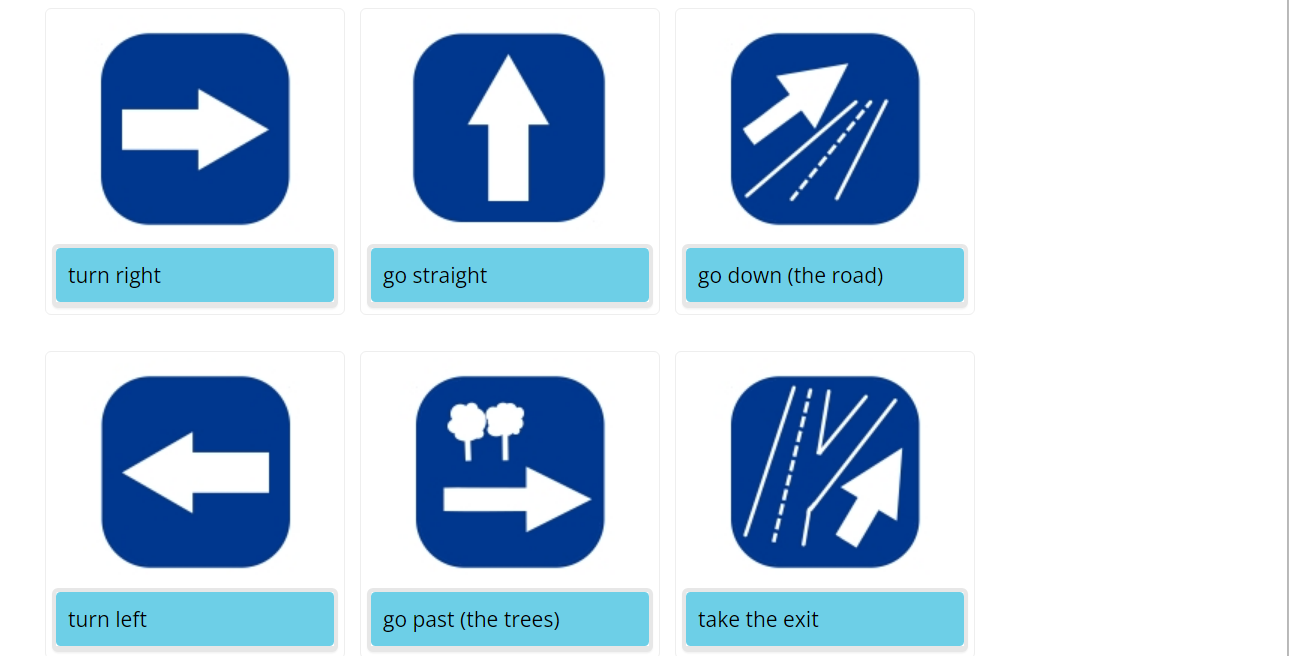 turn right
go straight
go down (the road)
turn left
go past (the trees)
take the exit